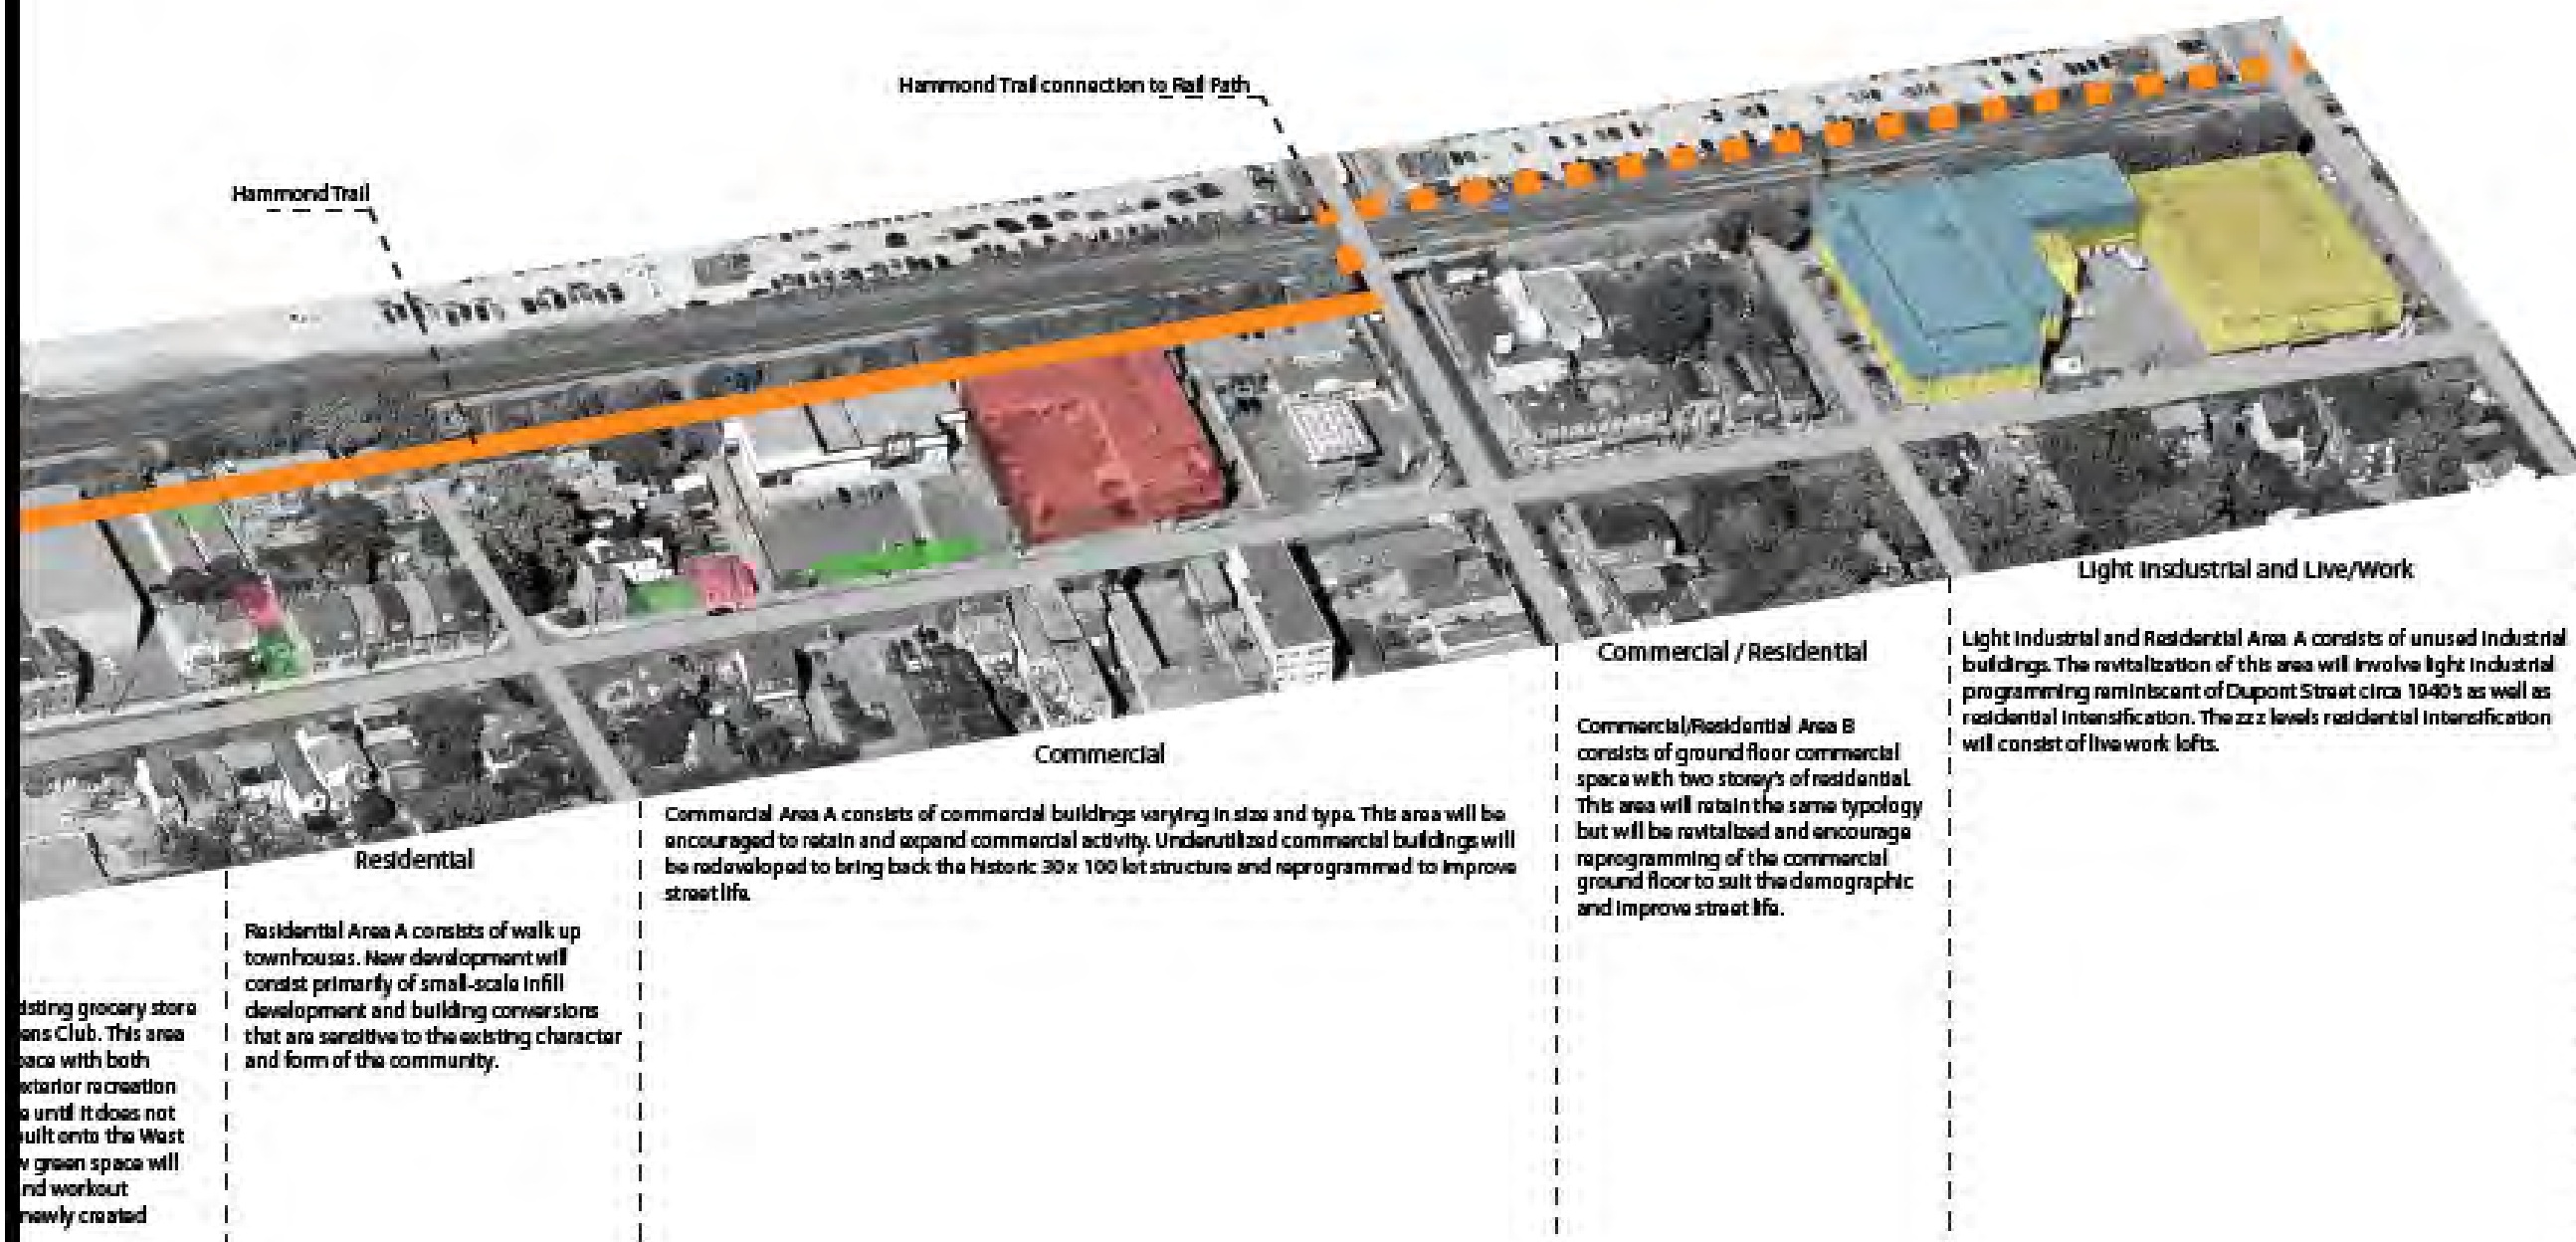 Hammond Trail connection to Rail Path
Hammond Trail
Light Insdustrial and Live/Work
Light Industrial and Residential Area A consists of unused industrial
buildings. The revitalization of this area will involve light industrial
programming reminiscent of Dupont Street circa 1940's as well as
residential intensification. The zzz levels residential intensification
will consist of live work lofts.
Commercial / Residential
Commercial/Residential Area B
consists of ground floor commercial
space with two storey's of residential.
This area will retain the same typology
but will be revitalized and encourage
reprogramming of the commercial
ground floor to suit the demographic
and improve street life.
Commercial
Commercial Area A consists of commercial buildings varying in size and type. This area will be
encouraged to retain and expand commercial activity. Underutilized commercial buildings will
be redeveloped to bring back the historic 30 x 100 lot structure and reprogrammed to improve
street life.
Residential
Residential Area A consists of walk up
townhouses. New development will
consist primarily of small-scale infill
development and building conversions
that are sensitive to the existing character
and form of the community.
grocery store
Club. This area
with both
recreation
until it does not
onto the West
green space will
workout
newly created